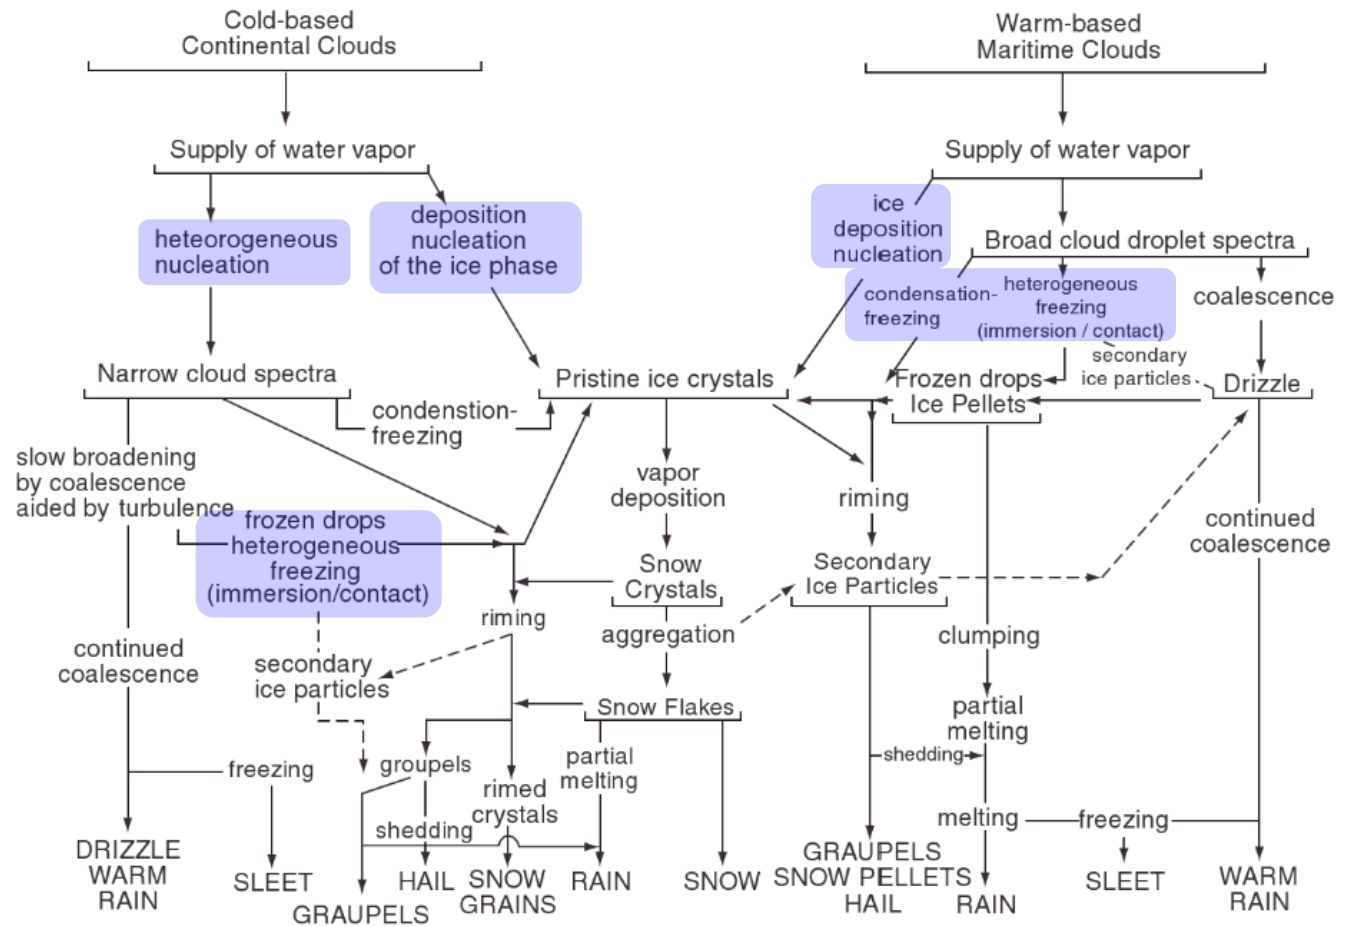 Cold-based
Continental Clouds
Warm-based
Maritime Clouds
Supply of water vapor
Supply of water vapor
heteorogeneous
nucleation
deposition
nucleation
of the ice phase
ice
deposition
nucleation
Broad cloud droplet spectra
condensation-
freezing
heterogeneous
freezing
(immersion / contact)
coalescence
secondary
ice particles
Narrow cloud spectra
Pristine ice crystals
Frozen drops
Ice Pellets
Drizzle
condenstion-
freezing
slow broadening
by coalescence
aided by turbulence
vapor
deposition
riming
continued
coalescence
frozen drops
heterogeneous
freezing
(immersion/contact)
Snow
Crystals
Secondary
Ice Particles
riming
aggregation
clumping
continued
coalescence
secondary
ice particles
Snow Flakes
partial
melting
shedding
freezing
groupels
partial
melting
rimed
crystals
shedding
melting
freezing
DRIZZLE
WARM
RAIN
SLEET
GRAUPELS
HAIL
SNOW
GRAINS
RAIN
SNOW
GRAUPELS
SNOW PELLETS
HAIL
RAIN
SLEET
WARM
RAIN